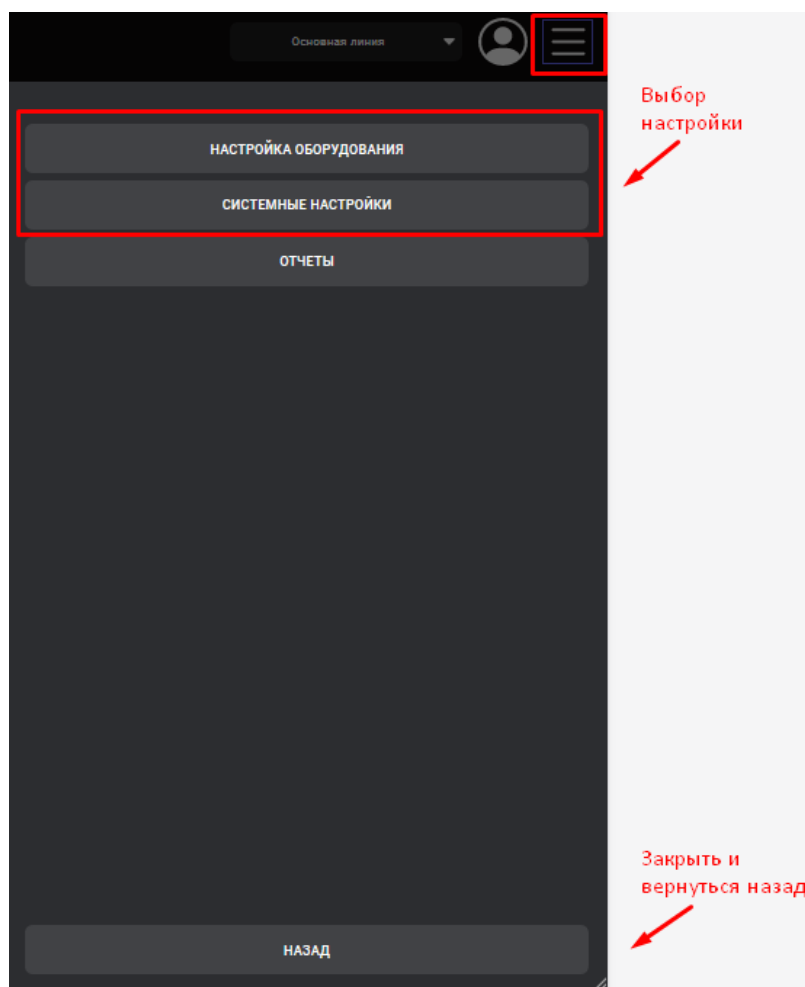 Основная линия
Выбор
настройки
НАСТРОЙКА ОБОРУДОВАНИЯ
СИСТЕМНЫЕ НАСТРОЙКИ
ОТЧЕТЫ
Закрыть и
вернуться назад
НАЗАД